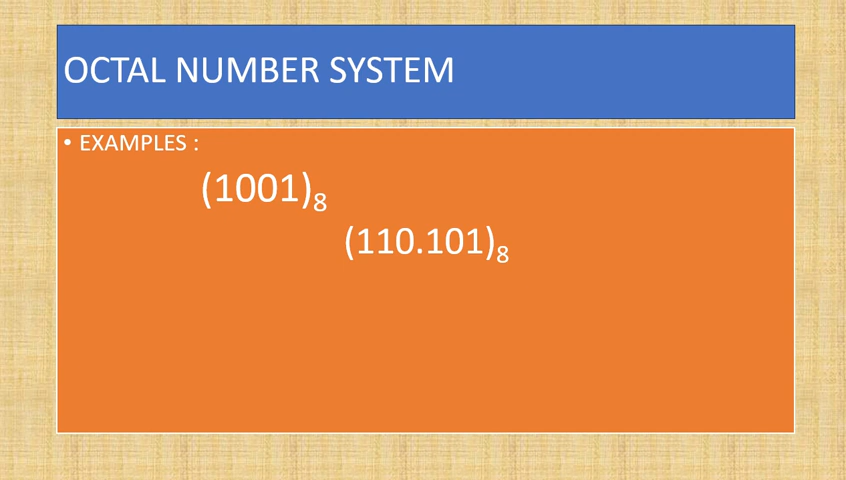 OCTAL NUMBER SYSTEM
• EXAMPLES :
(1001)₈
(110.101)₈